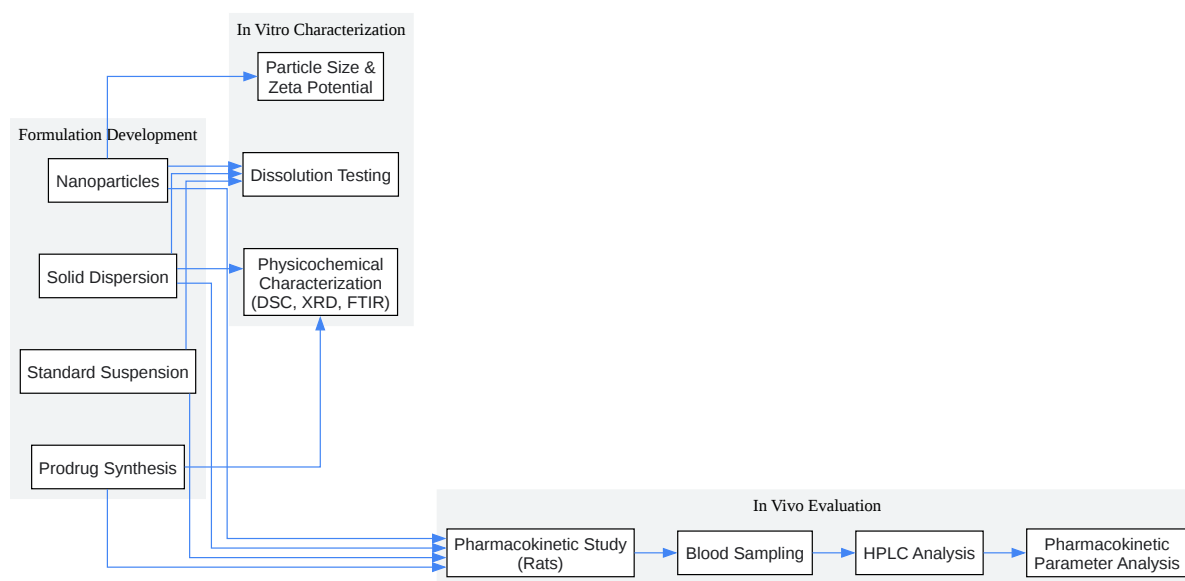 In Vitro Characterization
Particle Size &
Zeta Potential
Formulation Development
Nanoparticles
Dissolution Testing
Solid Dispersion
Physicochemical
Characterization
(DSC, XRD, FTIR)
Standard Suspension
Prodrug Synthesis
In Vivo Evaluation
Pharmacokinetic Study
(Rats)
Blood Sampling
HPLC Analysis
Pharmacokinetic
Parameter Analysis